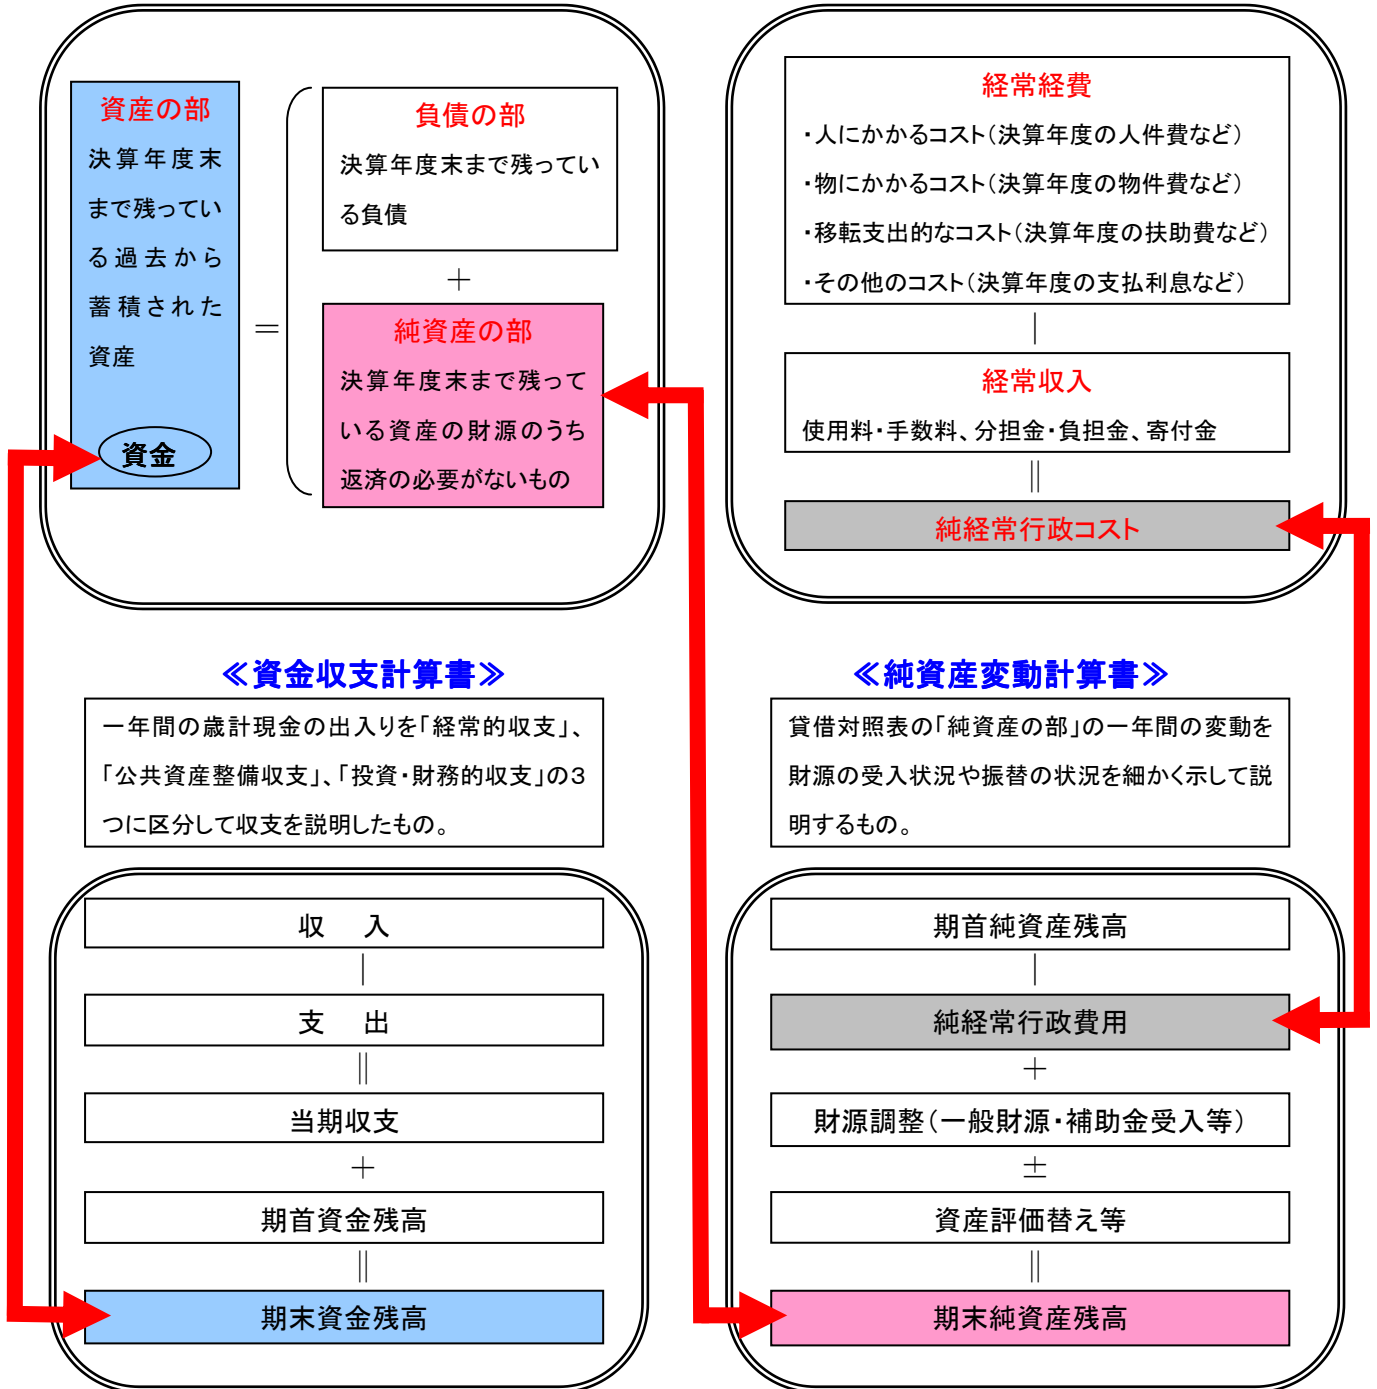 資産の部
決算年度末
まで残ってい
る過去から
蓄積された
資産
資金
＝
負債の部
決算年度末まで残ってい
る負債
＋
純資産の部
決算年度末まで残って
いる資産の財源のうち
返済の必要がないもの
経常経費
・人にかかるコスト（決算年度の人件費など）
・物にかかるコスト（決算年度の物件費など）
・移転支出的なコスト（決算年度の扶助費など）
・その他のコスト（決算年度の支払利息など）
｜
経常収入
使用料・手数料、分担金・負担金、寄付金
||
純経常行政コスト
≪資金収支計算書≫
一年間の歳計現金の出入りを「経常的収支」、
「公共資産整備収支」、「投資・財務的収支」の３
つに区分して収支を説明したもの。
収　入
｜
支　出
||
当期収支
＋
期首資金残高
||
期末資金残高
≪純資産変動計算書≫
貸借対照表の「純資産の部」の一年間の変動を
財源の受入状況や振替の状況を細かく示して説
明するもの。
期首純資産残高
｜
純経常行政費用
＋
財源調整（一般財源・補助金受入等）
±
資産評価替え等
||
期末純資産残高